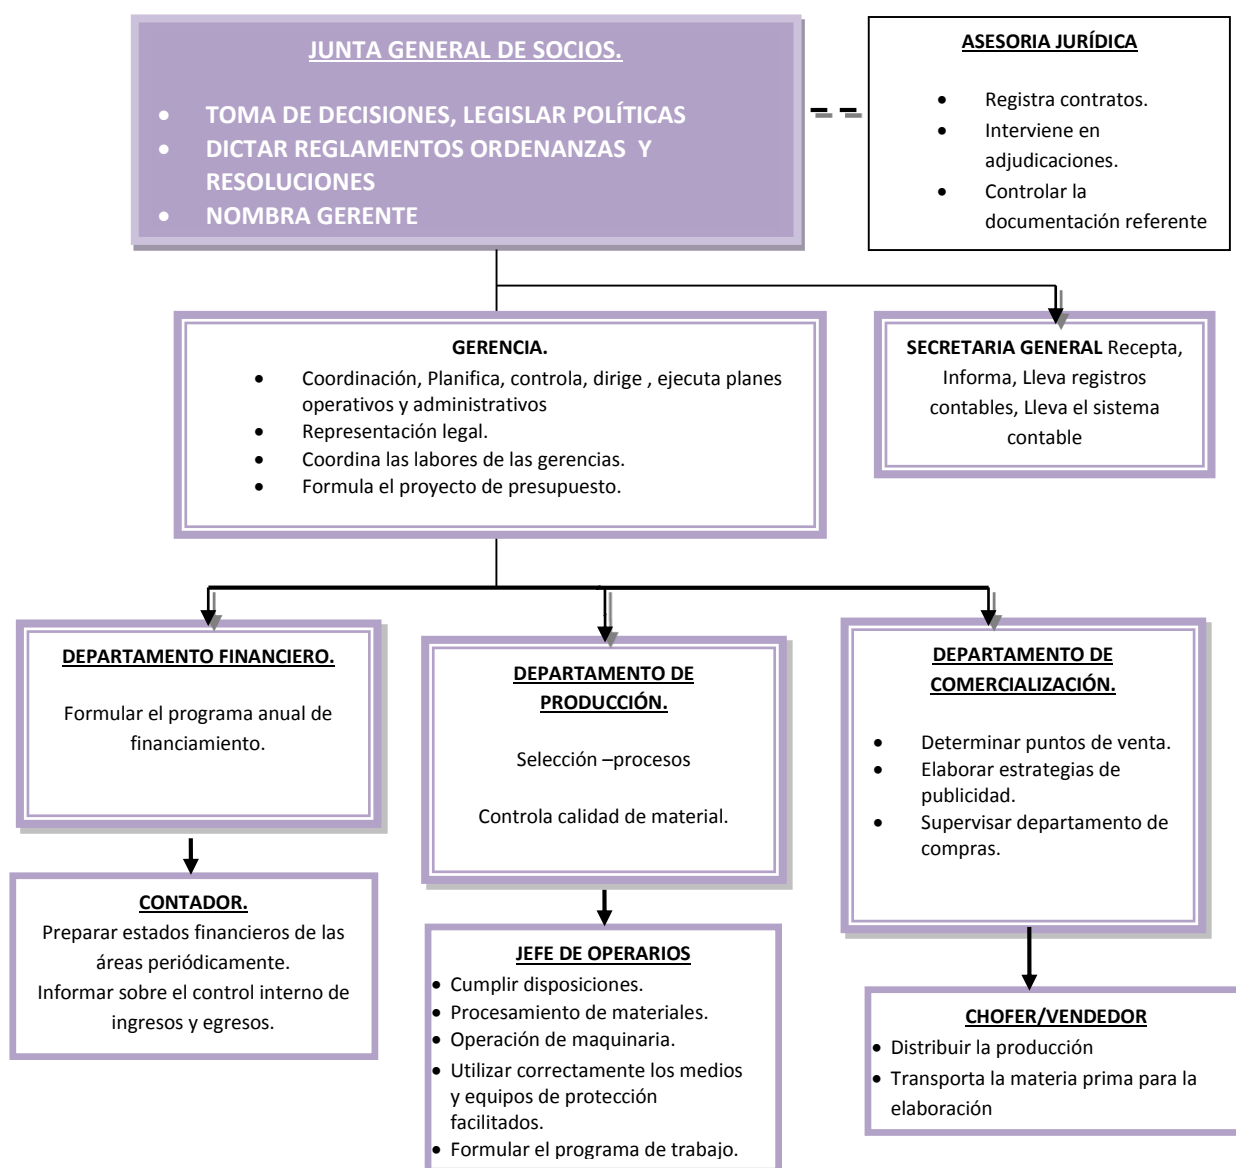 JUNTA GENERAL DE SOCIOS.
• TOMA DE DECISIONES, LEGISLAR POLÍTICAS
• DICTAR REGLAMENTOS ORDENANZAS Y
RESOLUCIONES
• NOMBRA GERENTE
ASESORIA JURÍDICA
• Registra contratos.
• Interviene en
adjudicaciones.
• Controlar la
documentación referente
GERENCIA.
• Coordinación, Planifica, controla, dirige , ejecuta planes
operativos y administrativos
• Representación legal.
• Coordina las labores de las gerencias.
• Formula el proyecto de presupuesto.
SECRETARIA GENERAL Recepta,
Informa, Lleva registros
contables, Lleva el sistema
contable
DEPARTAMENTO FINANCIERO.
Formular el programa anual de
financiamiento.
DEPARTAMENTO DE
PRODUCCIÓN.
Selección –procesos
Controla calidad de material.
DEPARTAMENTO DE
COMERCIALIZACIÓN.
• Determinar puntos de venta.
• Elaborar estrategias de
publicidad.
• Supervisar departamento de
compras.
CONTADOR.
Preparar estados financieros de las
áreas periódicamente.
Informar sobre el control interno de
ingresos y egresos.
JEFE DE OPERARIOS
• Cumplir disposiciones.
• Procesamiento de materiales.
• Operación de maquinaria.
• Utilizar correctamente los medios
y equipos de protección
facilitados.
• Formular el programa de trabajo.
CHOFER/VENDEDOR
• Distribuir la producción
• Transporta la materia prima para la
elaboración